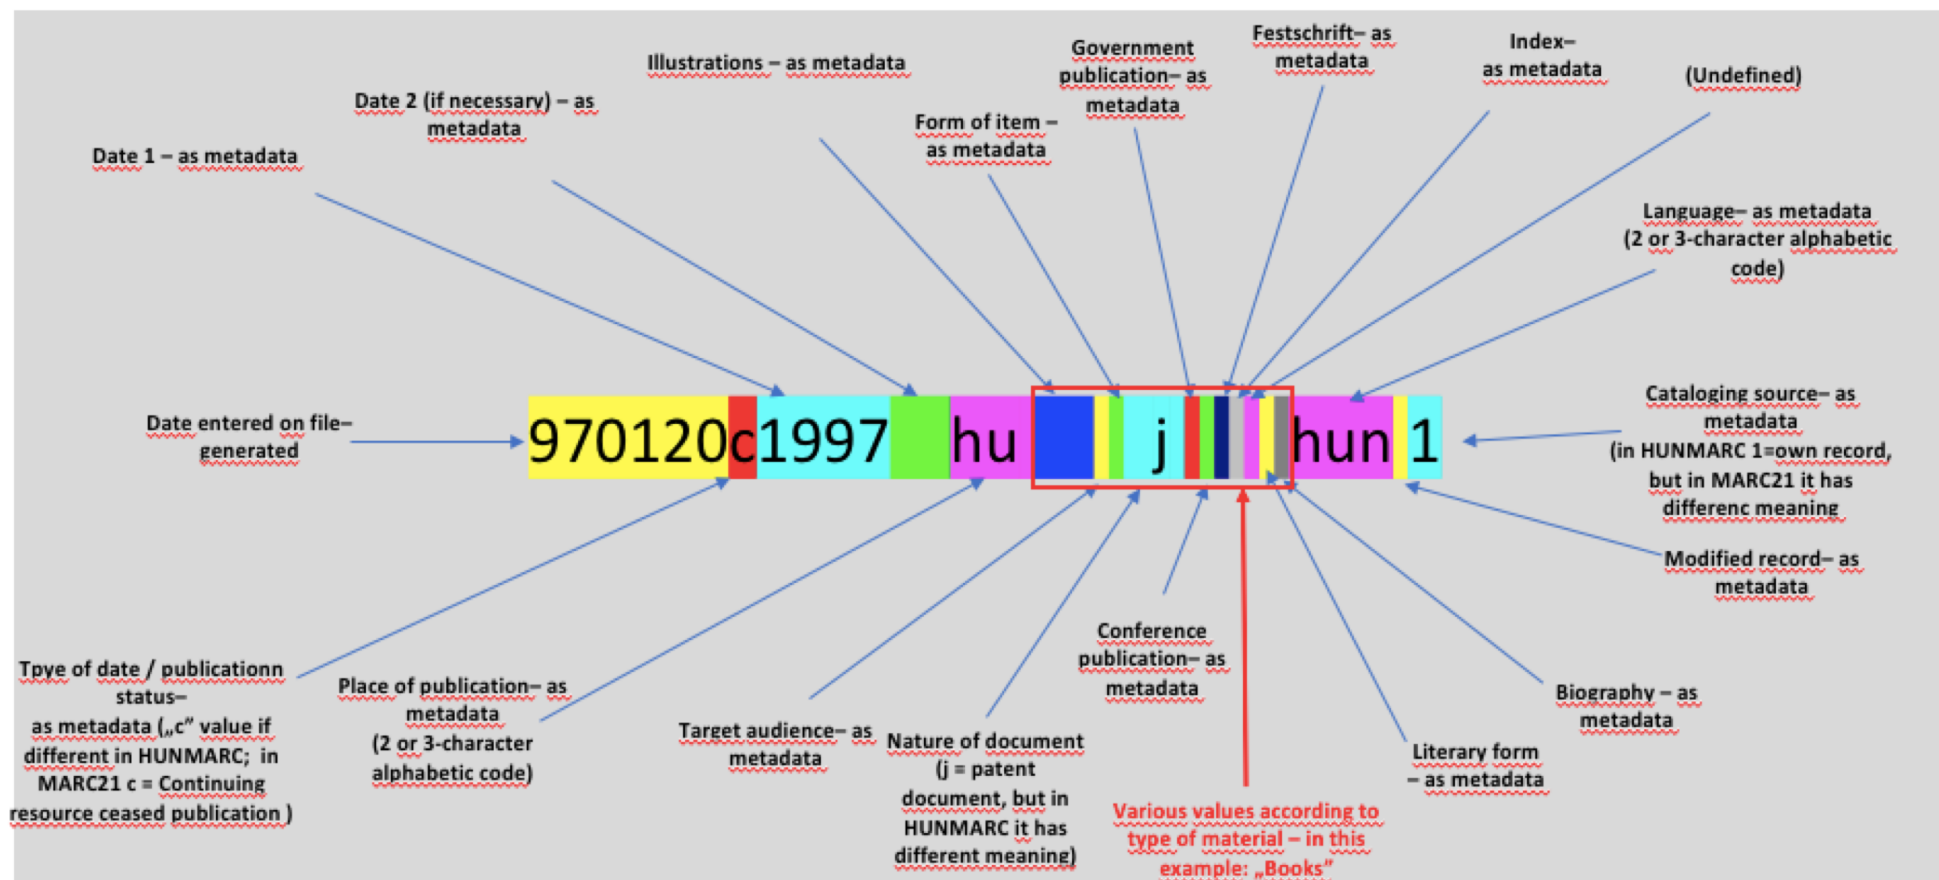 Illustrations – as metadata
Government
publication– as
metadata
Festschrift– as
metadata
Index–
as metadata
(Undefined)
Date 2 (if necessary) – as
metadata
Form of item –
as metadata
Date 1 – as metadata
Language– as metadata
(2 or 3-character alphabetic
code)
Date entered on file–
generated
970120c1997 hu j hun 1
Cataloging source– as
metadata
(in HUNMARC 1=own record,
but in MARC21 it has
differenc meaning
Modified record– as
metadata
Tpye of date / publicationn
status–
as metadata („c” value if
different in HUNMARC; in
MARC21 c = Continuing
resource ceased publication )
Place of publication– as
metadata
(2 or 3-character
alphabetic code)
Target audience– as
metadata
Nature of document
(j = patent
document, but in
HUNMARC it has
different meaning)
Conference
publication– as
metadata
Various values according to
type of material – in this
example: „Books”
Literary form
– as metadata
Biography – as
metadata